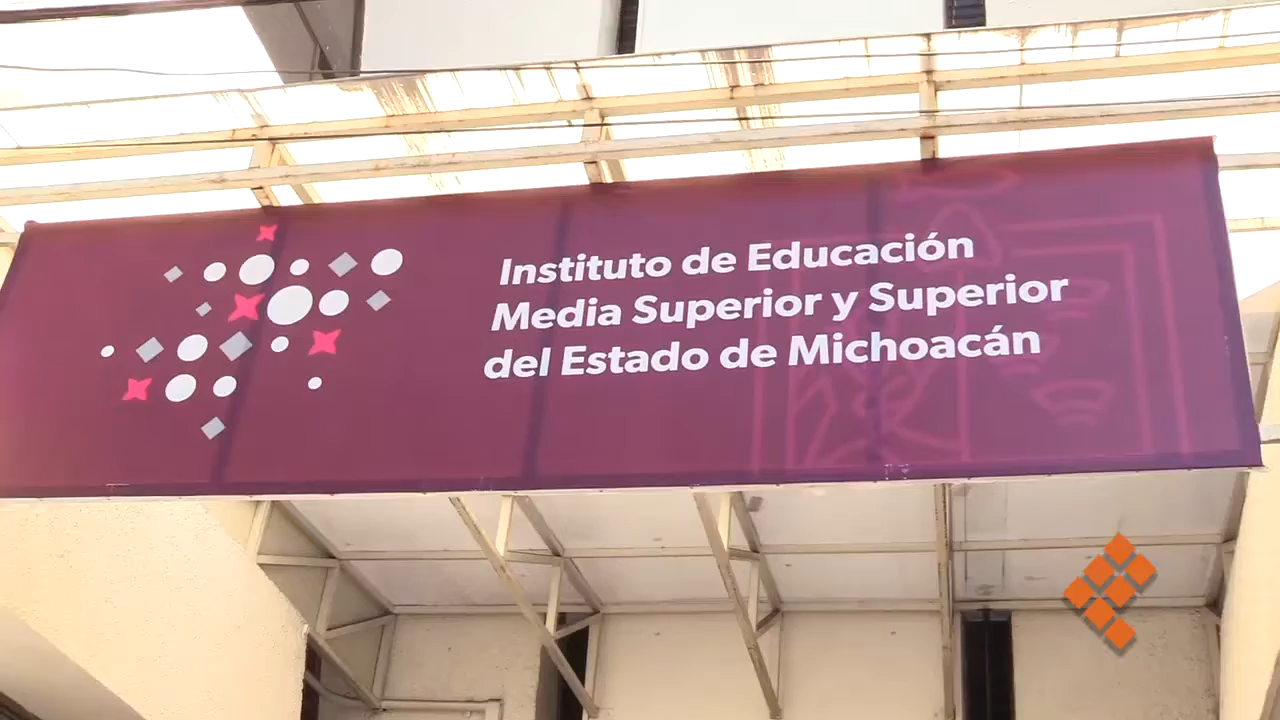 Instituto de Educación
Media Superior y Superior
del Estado de Michoacán